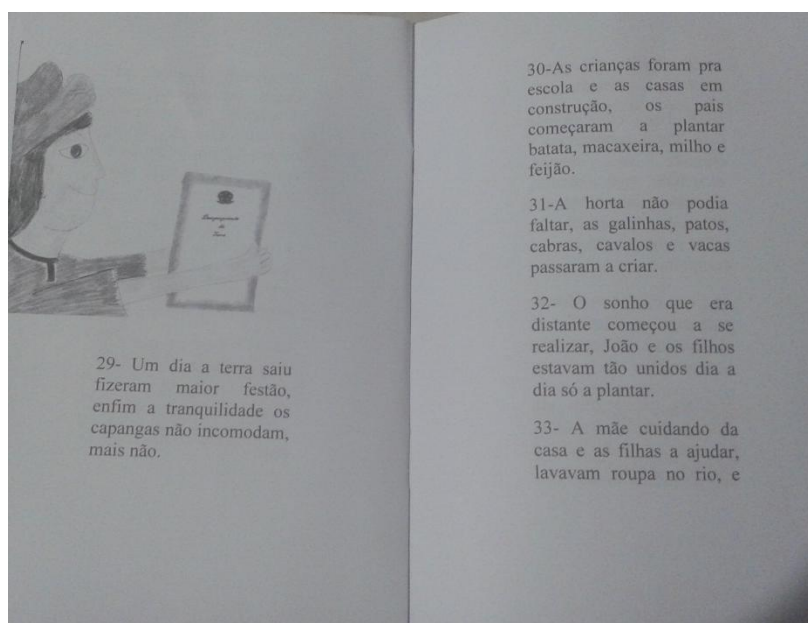 29- Um dia a terra saiu
fizeram maior festão,
enfim a tranquilidade os
capangas não incomodam,
mais não.
30-As crianças foram pra
escola e as casas em
construção, os pais
começaram a plantar
batata, macaxeira, milho e
feijão.
31-A horta não podia
faltar, as galinhas, patos,
cabras, cavalos e vacas
passaram a criar.
32- O sonho que era
distante começou a se
realizar, João e os filhos
estavam tão unidos dia a
dia só a plantar.
33- A mãe cuidando da
casa e as filhas a ajudar,
lavavam roupa no rio, e